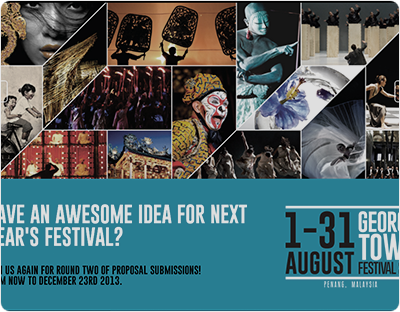 AVE AN AWESOME IDEA FOR NEXT
EAR'S FESTIVAL?
US AGAIN FOR ROUND TWO OF PROPOSAL SUBMISSIONS!
M NOW TO DECEMBER 23RD 2013.
1-31
AUGUST
GEORG
TOW
FESTIVAL
PENANG, MALAYSIA